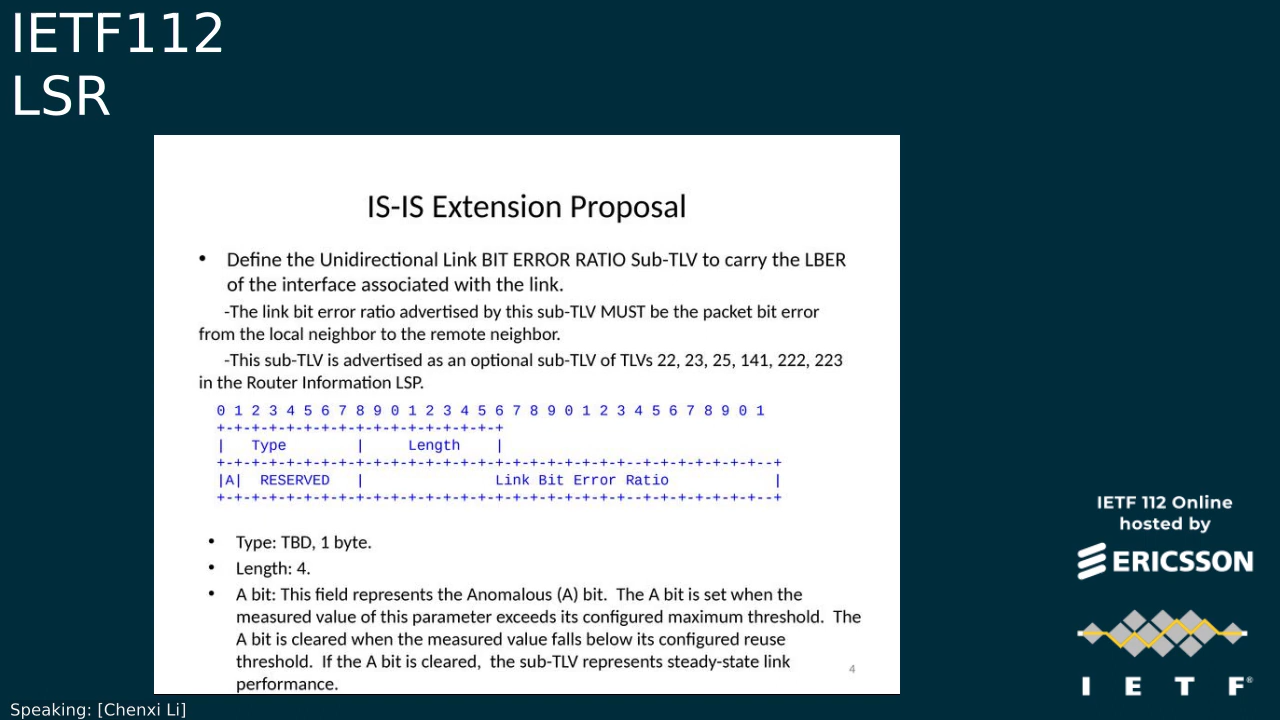 IETF112
LSR
IS-IS Extension Proposal
• Define the Unidirectional Link BIT ERROR RATIO Sub-TLV to carry the LBER
of the interface associated with the link.
-The link bit error ratio advertised by this sub-TLV MUST be the packet bit error
from the local neighbor to the remote neighbor.
-This sub-TLV is advertised as an optional sub-TLV of TLVs 22, 23, 25, 141, 222, 223
in the Router Information LSP.
0 1 2 3 4 5 6 7 8 9 0 1 2 3 4 5 6 7 8 9 0 1 2 3 4 5 6 7 8 9 0 1
+-+-+-+-+-+-+-+-+-+-+-+-+-+-+-+-+
|   Type        |     Length    |
+-+-+-+-+-+-+-+-+-+-+-+-+-+-+-+-+-+-+-+-+-+-+-+--+-+-+-+-+-+-+--+
|A|  RESERVED   |               Link Bit Error Ratio            |
+-+-+-+-+-+-+-+-+-+-+-+-+-+-+-+-+-+-+-+-+-+-+-+--+-+-+-+-+-+-+--+
• Type: TBD, 1 byte.
• Length: 4.
• A bit: This field represents the Anomalous (A) bit.  The A bit is set when the
measured value of this parameter exceeds its configured maximum threshold.  The
A bit is cleared when the measured value falls below its configured reuse
threshold.  If the A bit is cleared,  the sub-TLV represents steady-state link
performance.
4
IETF 112 Online
hosted by
ERICSSON
I E T F®
Speaking: [Chenxi Li]